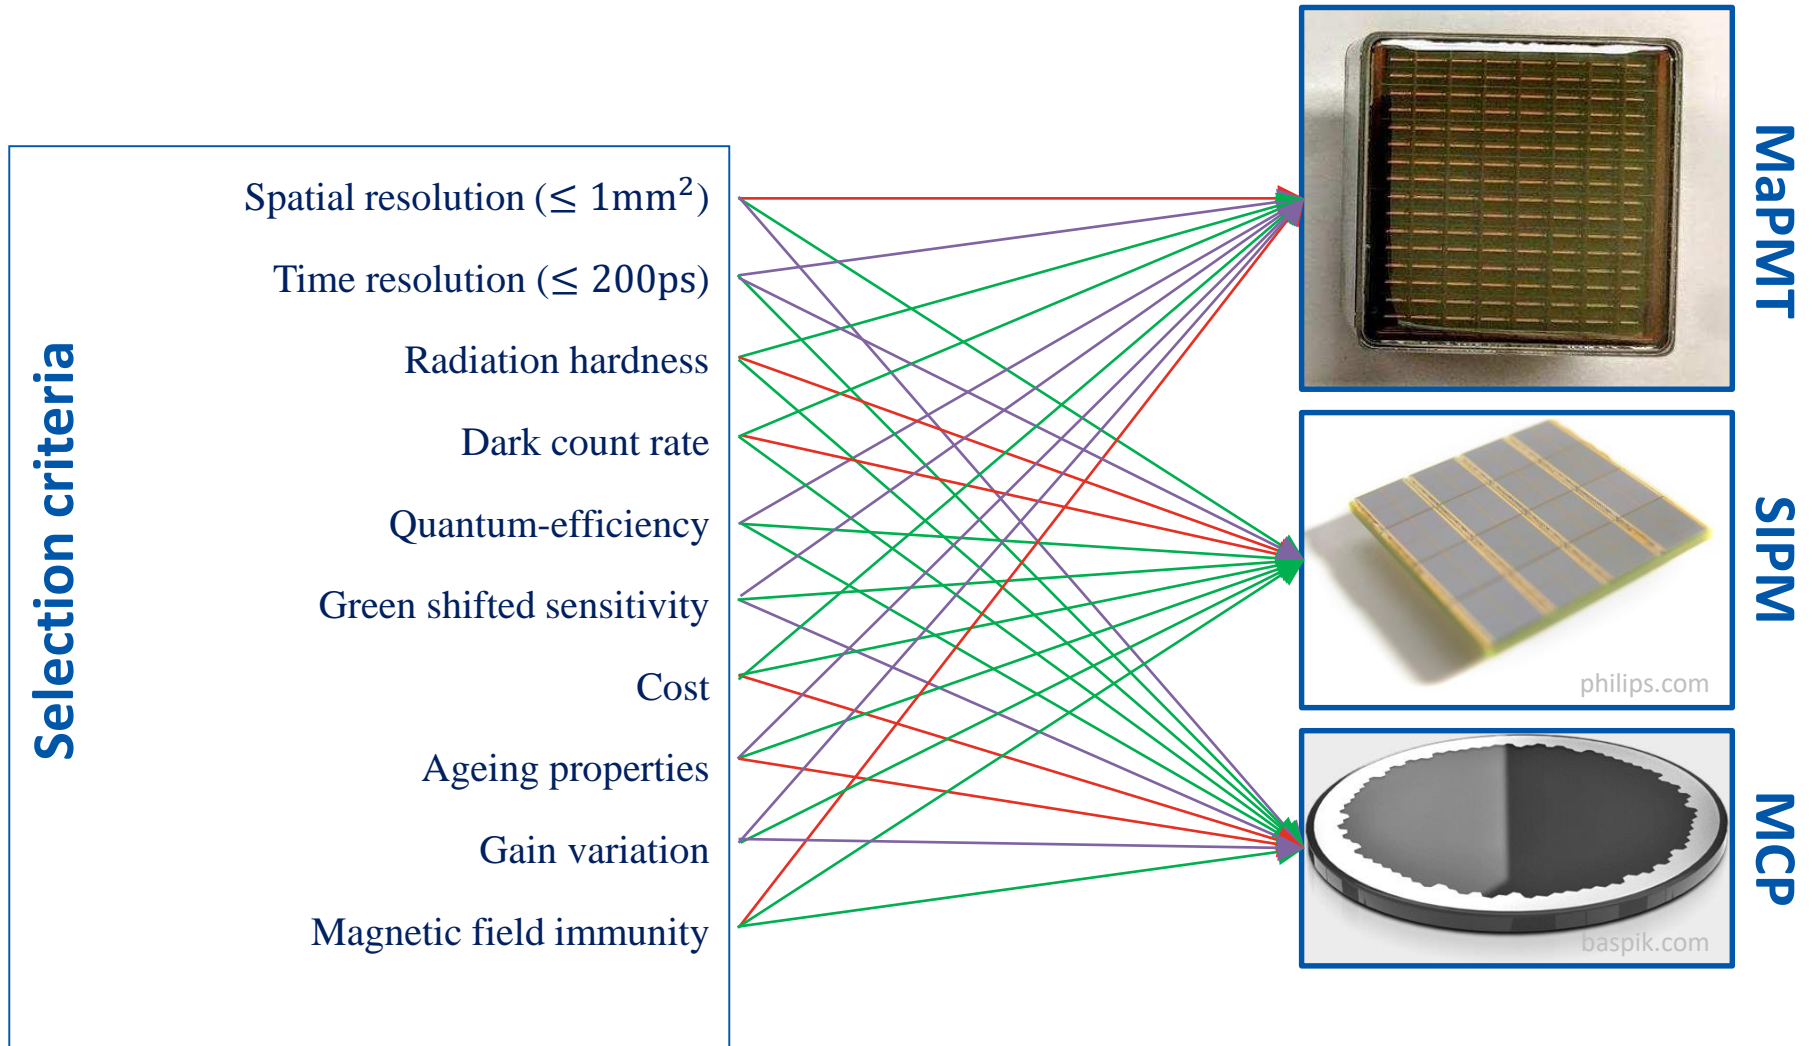 Selection criteria
Spatial resolution (≤ 1mm²)
Time resolution (≤ 200ps)
Radiation hardness
Dark count rate
Quantum-efficiency
Green shifted sensitivity
Cost
Ageing properties
Gain variation
Magnetic field immunity
MaPMT
SiPM
philips.com
MCP
baspik.com